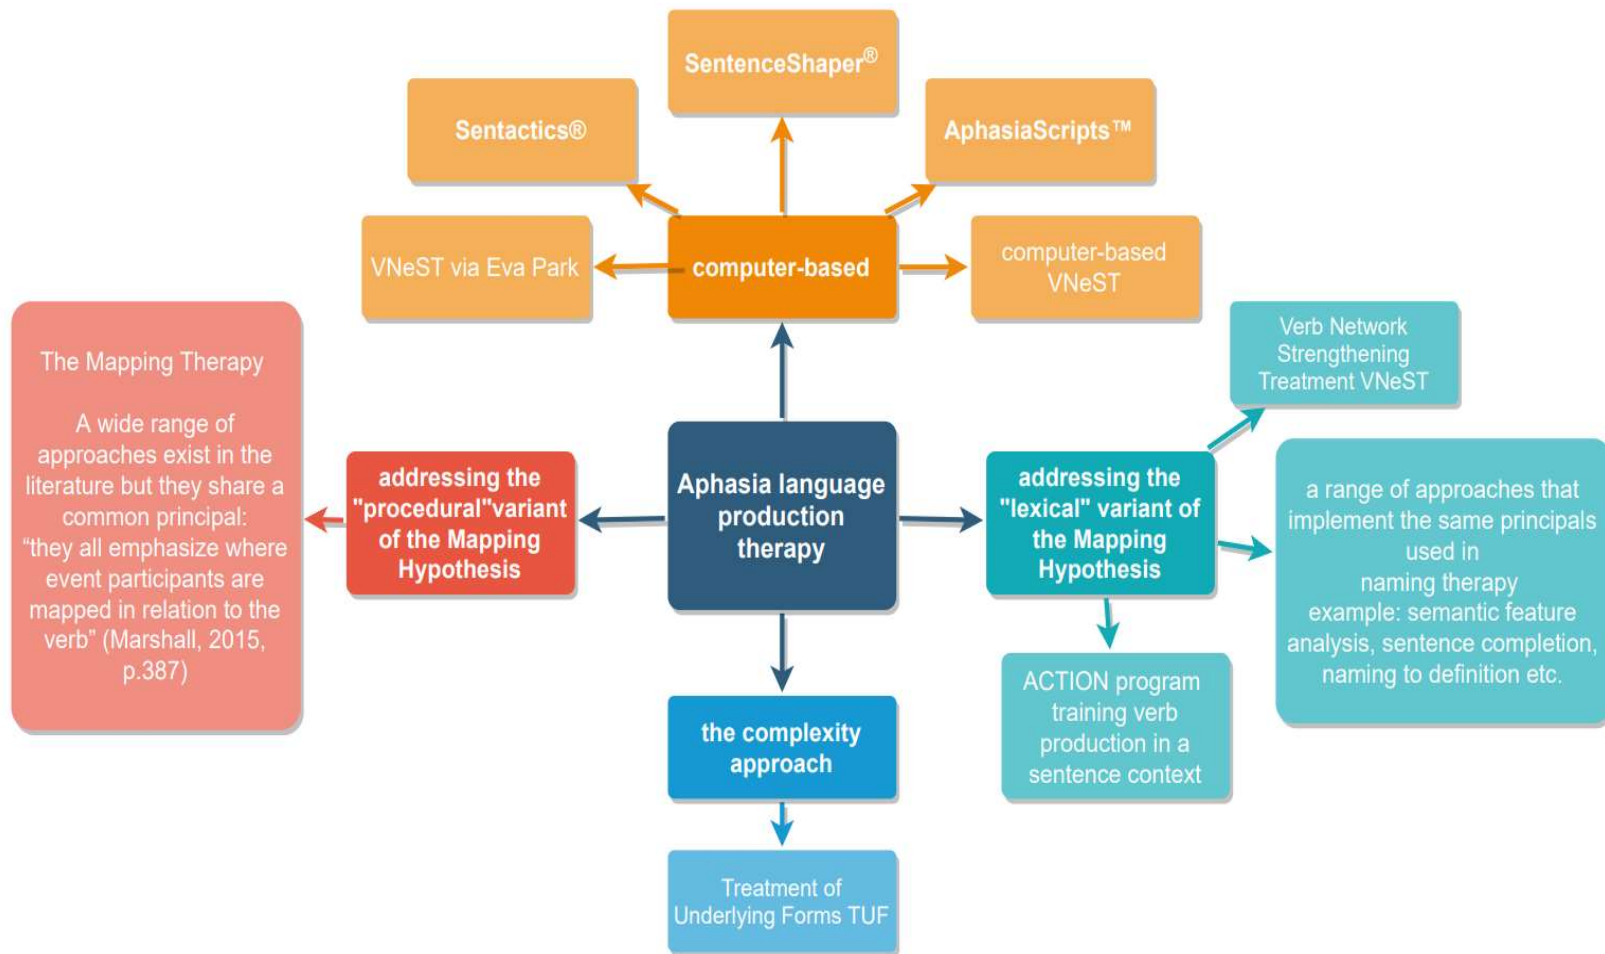 SentenceShaper®
Sentactics®
AphasiaScripts™
VNeST via Eva Park
computer-based
computer-based
VNeST
Verb Network
Strengthening
Treatment VNeST
The Mapping Therapy
A wide range of
approaches exist in the
literature but they share a
common principal:
“they all emphasize where
event participants are
mapped in relation to the
verb” (Marshall, 2015,
p.387)
addressing the
"procedural"variant
of the Mapping
Hypothesis
Aphasia language
production
therapy
addressing the
"lexical" variant of
the Mapping
Hypothesis
a range of approaches that
implement the same principals
used in
naming therapy
example: semantic feature
analysis, sentence completion,
naming to definition etc.
ACTION program
training verb
production in a
sentence context
the complexity
approach
Treatment of
Underlying Forms TUF